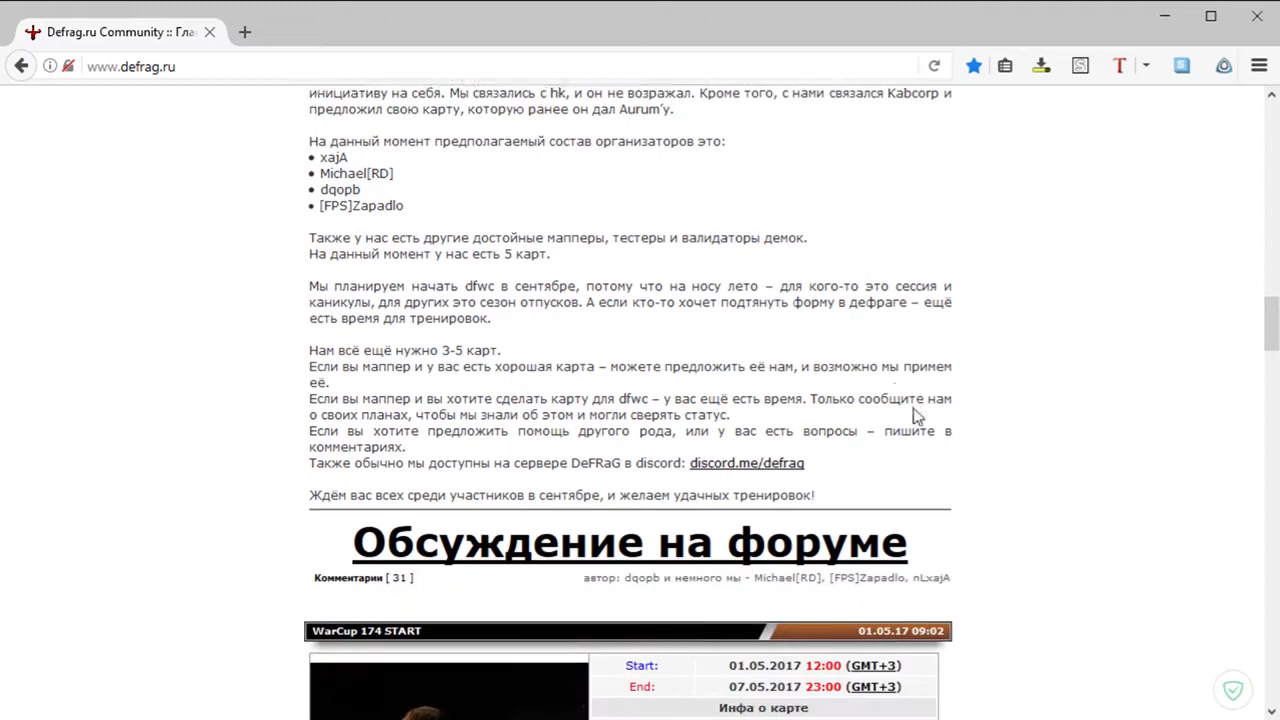 Defrag.ru Community :: Гла
www.defrag.ru
инициативу на себя. Мы связались с hk, и он не возражал. Кроме того, с нами связался Kabcorp и
предложил свою карту, которую ранее он дал Aurum'у.
На данный момент предполагаемый состав организаторов это:
• xajA
• Michael[RD]
• dqopb
• [FPS]Zapadlo
Также у нас есть другие достойные мапперы, тестеры и валидаторы демок.
На данный момент у нас есть 5 карт.
Мы планируем начать dfwc в сентябре, потому что на носу лето – для кого-то это сессия и
каникулы, для других это сезон отпусков. А если кто-то хочет подтянуть форму в дефраге – ещё
есть время для тренировок.
Нам всё ещё нужно 3-5 карт.
Если вы маппер и у вас есть хорошая карта – можете предложить её нам, и возможно мы примем
её.
Если вы маппер и вы хотите сделать карту для dfwc – у вас ещё есть время. Только сообщите нам
о своих планах, чтобы мы знали об этом и могли сверять статус.
Если вы хотите предложить помощь другого рода, или у вас есть вопросы – пишите в
комментариях.
Также обычно мы доступны на сервере DeFRaG в discord: discord.me/defrag
Ждём вас всех среди участников в сентябре, и желаем удачных тренировок!
Обсуждение на форуме
Комментарии [ 31 ] автор: dqopb и немного мы - Michael[RD], [FPS]Zapadlo, nLxajA
WarCup 174 START 01.05.17 09:02
Start: 01.05.2017 12:00 (GMT+3)
End: 07.05.2017 23:00 (GMT+3)
Инфа о карте